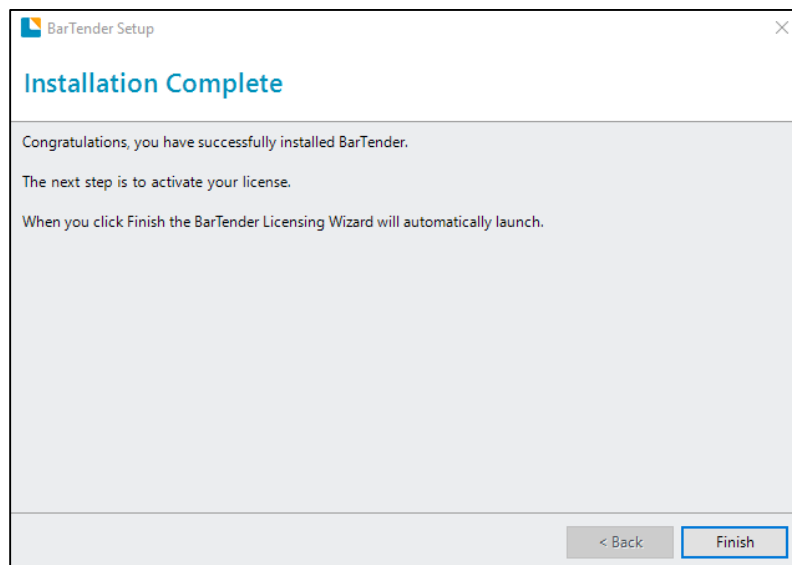 BarTender Setup
Installation Complete
Congratulations, you have successfully installed BarTender.
The next step is to activate your license.
When you click Finish the BarTender Licensing Wizard will automatically launch.
< Back
Finish